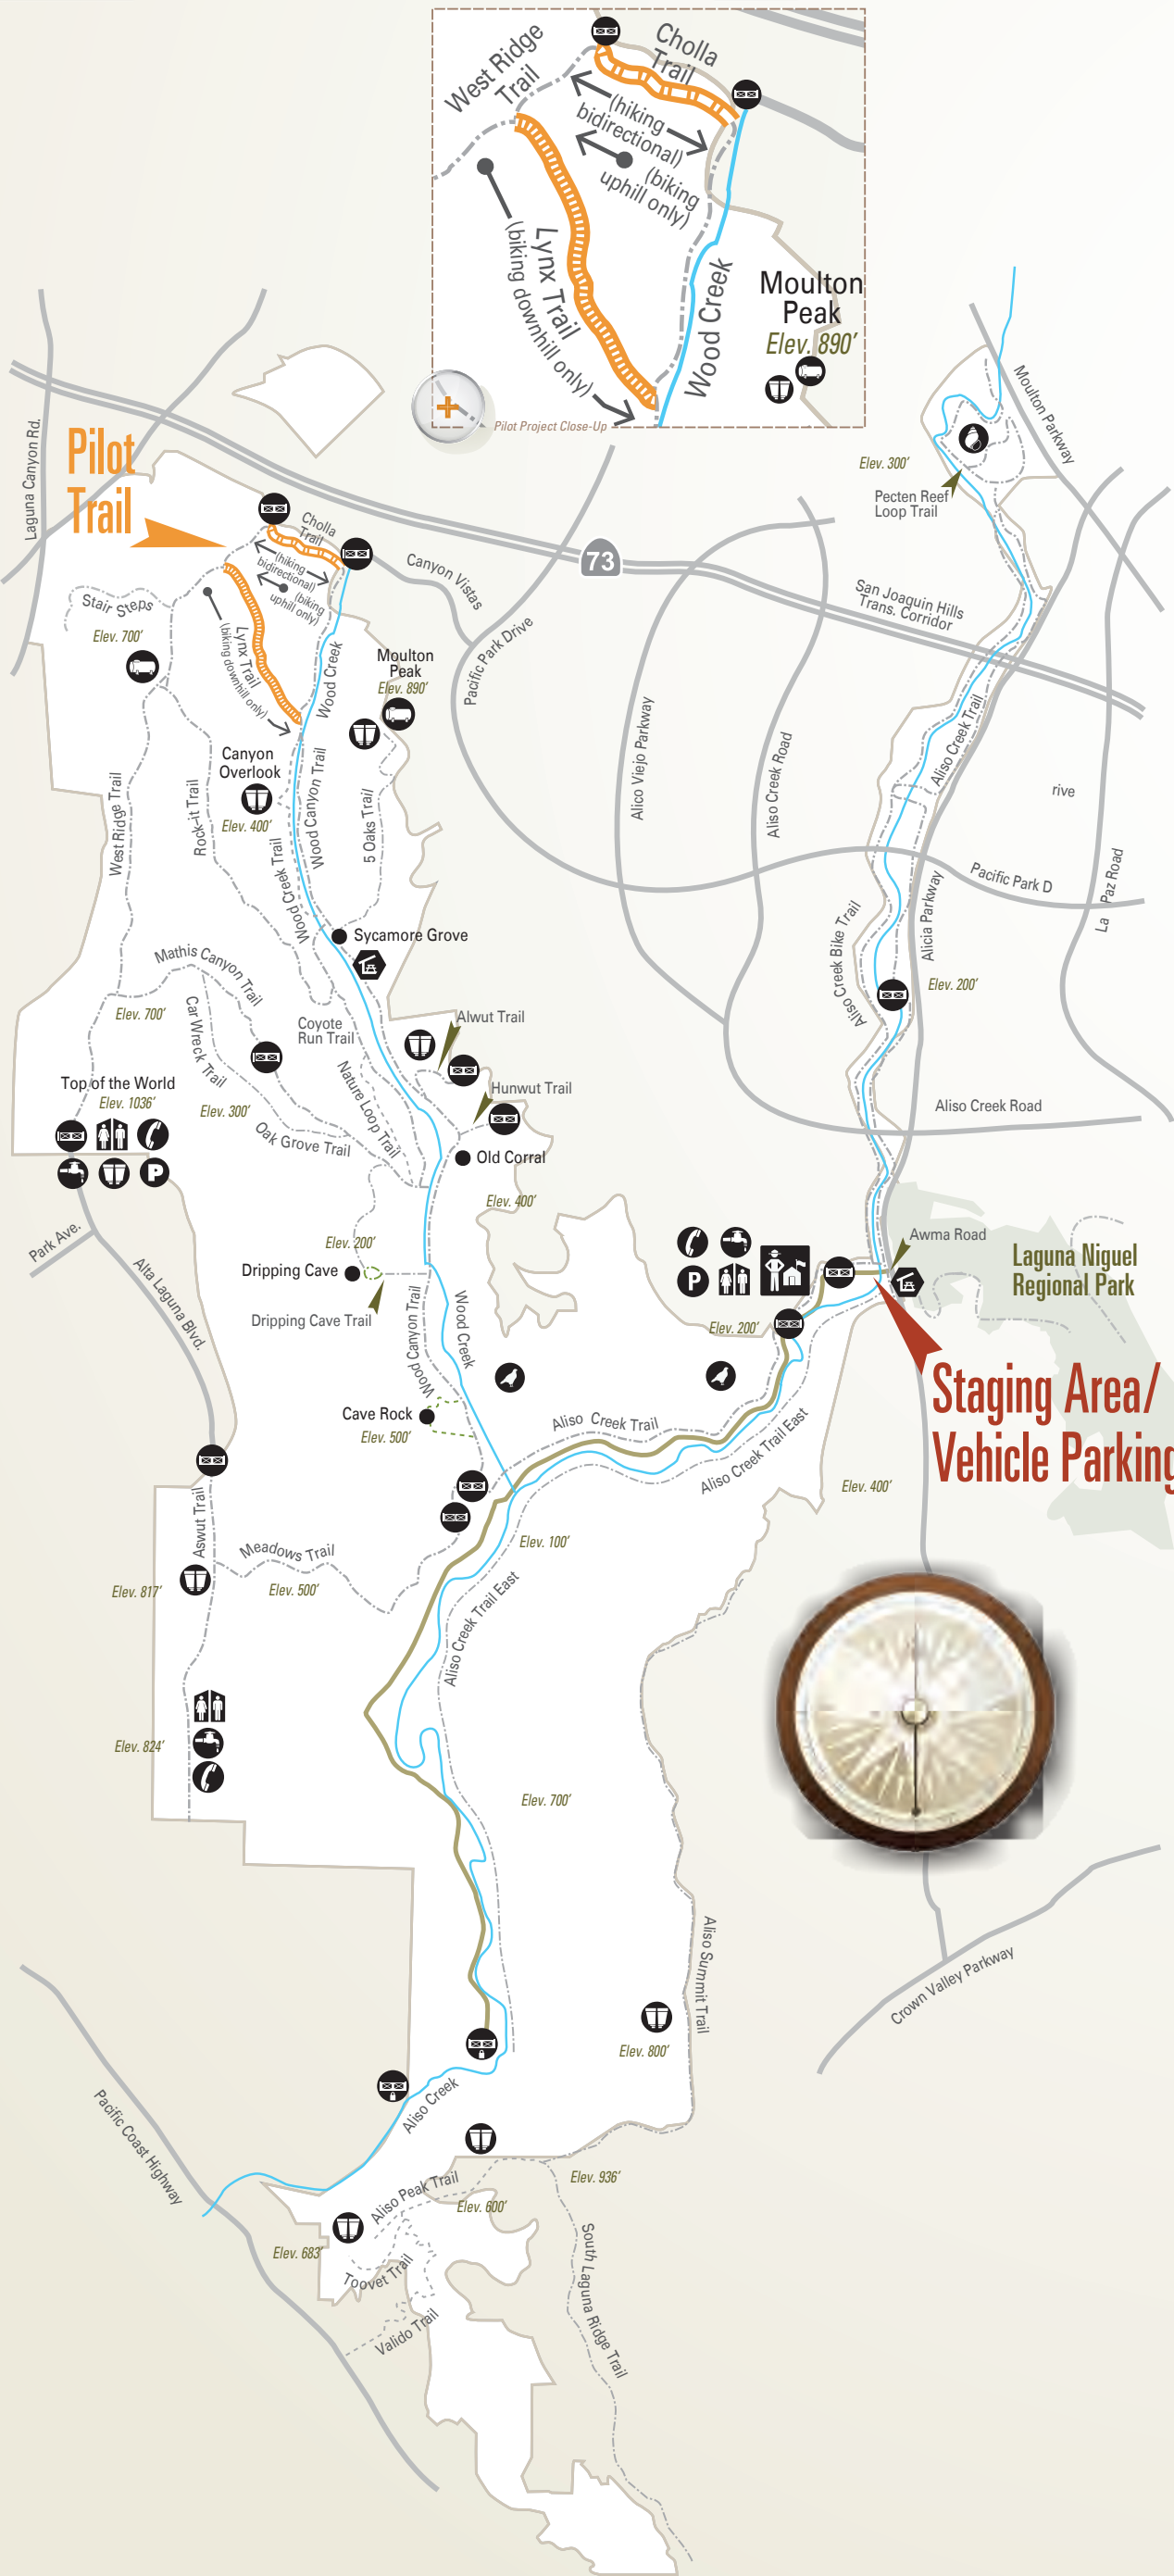 West Ridge
Trail
Cholla
Trail
(hiking
bidirectional)
(biking
uphill only)
Lynx Trail
(biking downhill only)
Wood Creek
Moulton
Peak
Elev. 890'
Pilot Project Close-Up
Laguna Canyon Rd.
Pilot
Trail
Cholla
Trail
(hiking
bidirectional)
(biking
uphill only)
Lynx Trail
(biking downhill only)
Stair Steps
Elev. 700'
Wood Creek
Moulton
Peak
Elev. 890'
Canyon Vistas
Pacific Park Drive
73
San Joaquin Hills
Trans. Corridor
Moulton Parkway
Elev. 300'
Pecten Reef
Loop Trail
Canyon
Overlook
Elev. 400'
West Ridge Trail
Rock-it Trail
Wood Creek Trail
Wood Canyon Trail
5 Oaks Trail
Alico Viejo Parkway
Aliso Creek Road
Aliso Creek Trail
rive
Pacific Park D
La Paz Road
Alicia Parkway
Aliso Creek Bike Trail
Elev. 200'
Sycamore Grove
Mathis Canyon Trail
Elev. 700'
Car Wreck Trail
Coyote
Run Trail
Nature Loop Trail
Alwut Trail
Hunwut Trail
Top of the World
Elev. 1036'
Elev. 300'
Oak Grove Trail
Old Corral
Elev. 400'
Aliso Creek Road
P
Park Ave.
Alta Laguna Blvd.
Elev. 200'
Dripping Cave
Dripping Cave Trail
Wood Canyon Trail
Wood Creek
P
Elev. 200'
Awma Road
Laguna Niguel
Regional Park
Staging Area/
Vehicle Parking
Cave Rock
Elev. 500'
Aliso Creek Trail
Aliso Creek Trail East
Elev. 400'
Aswut Trail
Meadows Trail
Elev. 817'
Elev. 500'
Elev. 100'
Aliso Creek Trail East
Elev. 824'
Elev. 700'
Aliso Summit Trail
Crown Valley Parkway
Elev. 800'
Pacific Coast Highway
Aliso Creek
Elev. 936'
Aliso Peak Trail
Elev. 600'
Elev. 683'
Toovet Trail
Valido Trail
South Laguna Ridge Trail